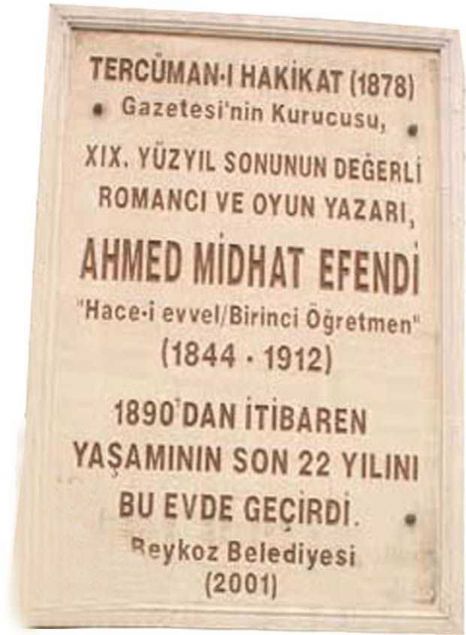 TERCÜMAN-I HAKİKAT (1878)
Gazetesi'nin Kurucusu,
XIX. YÜZYIL SONUNUN DEĞERLİ
ROMANCI VE OYUN YAZARI,
AHMED MİDHAT EFENDİ
"Hace-i evvel/Birinci Öğretmen"
(1844 - 1912)
1890'DAN İTİBAREN
YAŞAMININ SON 22 YILINI
BU EVDE GEÇİRDİ.
Beykoz Belediyesi
(2001)